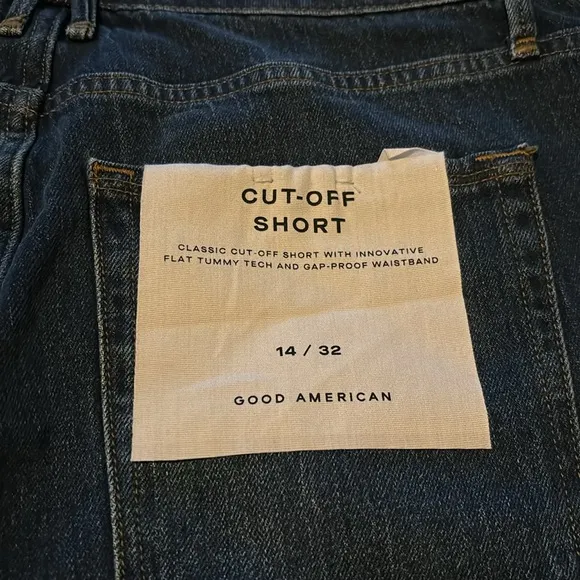 CUT-OFF
SHORT
CLASSIC CUT-OFF SHORT WITH INNOVATIVE
FLAT TUMMY TECH AND GAP-PROOF WAISTBAND
14 / 32
GOOD AMERICAN